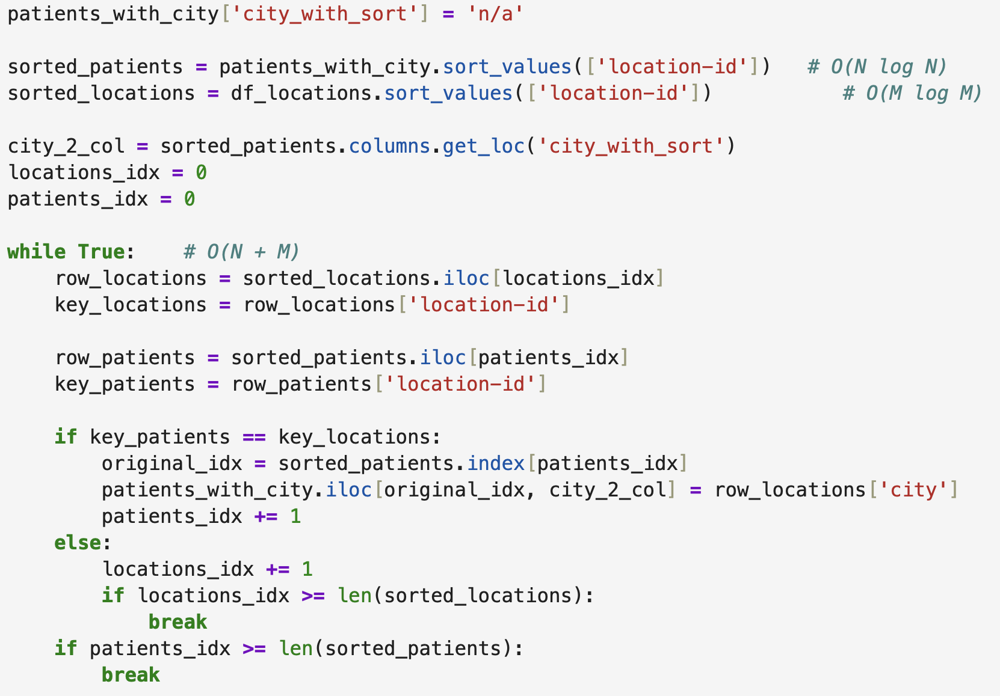 patients_with_city['city_with_sort'] = 'n/a'
sorted_patients = patients_with_city.sort_values(['location-id'])   # O(N log N)
sorted_locations = df_locations.sort_values(['location-id'])           # O(M log M)
city_2_col = sorted_patients.columns.get_loc('city_with_sort')
locations_idx = 0
patients_idx = 0
while True:    # O(N + M)
    row_locations = sorted_locations.iloc[locations_idx]
    key_locations = row_locations['location-id']
    row_patients = sorted_patients.iloc[patients_idx]
    key_patients = row_patients['location-id']
    if key_patients == key_locations:
        original_idx = sorted_patients.index[patients_idx]
        patients_with_city.iloc[original_idx, city_2_col] = row_locations['city']
        patients_idx += 1
    else:
        locations_idx += 1
        if locations_idx >= len(sorted_locations):
            break
    if patients_idx >= len(sorted_patients):
        break